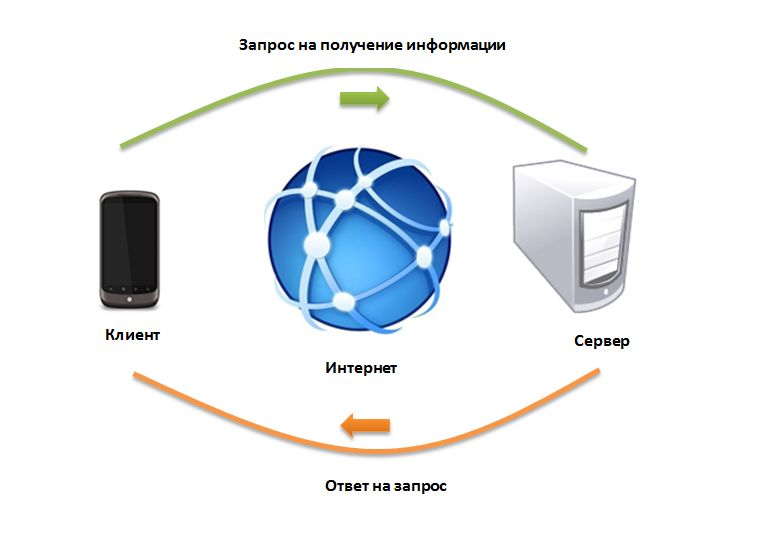 Запрос на получение информации
Клиент
Сервер
Интернет
Ответ на запрос